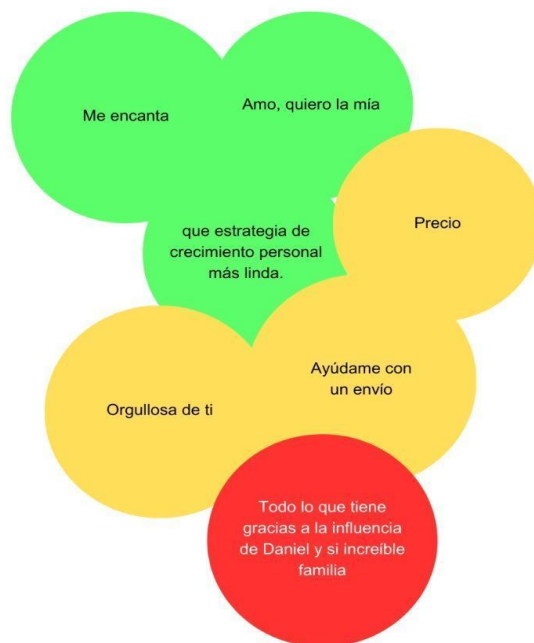 Me encanta
Amo, quiero la mía
que estrategia de
crecimiento personal
más linda.
Precio
Ayúdame con
un envío
Orgullosa de ti
Todo lo que tiene
gracias a la influencia
de Daniel y si increíble
familia